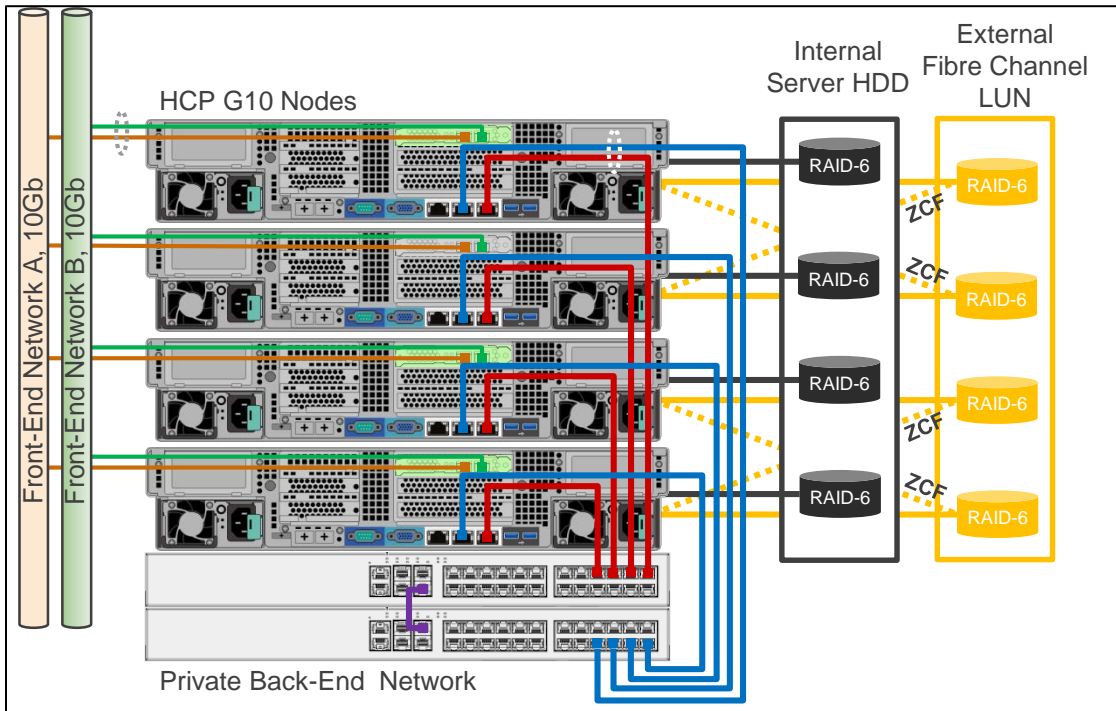 Internal
Server HDD
External
Fibre Channel
LUN
HCP G10 Nodes
Front-End Network A, 10Gb
Front-End Network B, 10Gb
RAID-6
RAID-6
RAID-6
RAID-6
RAID-6
RAID-6
RAID-6
RAID-6
ZCF
ZCF
ZCF
ZCF
Private Back-End Network